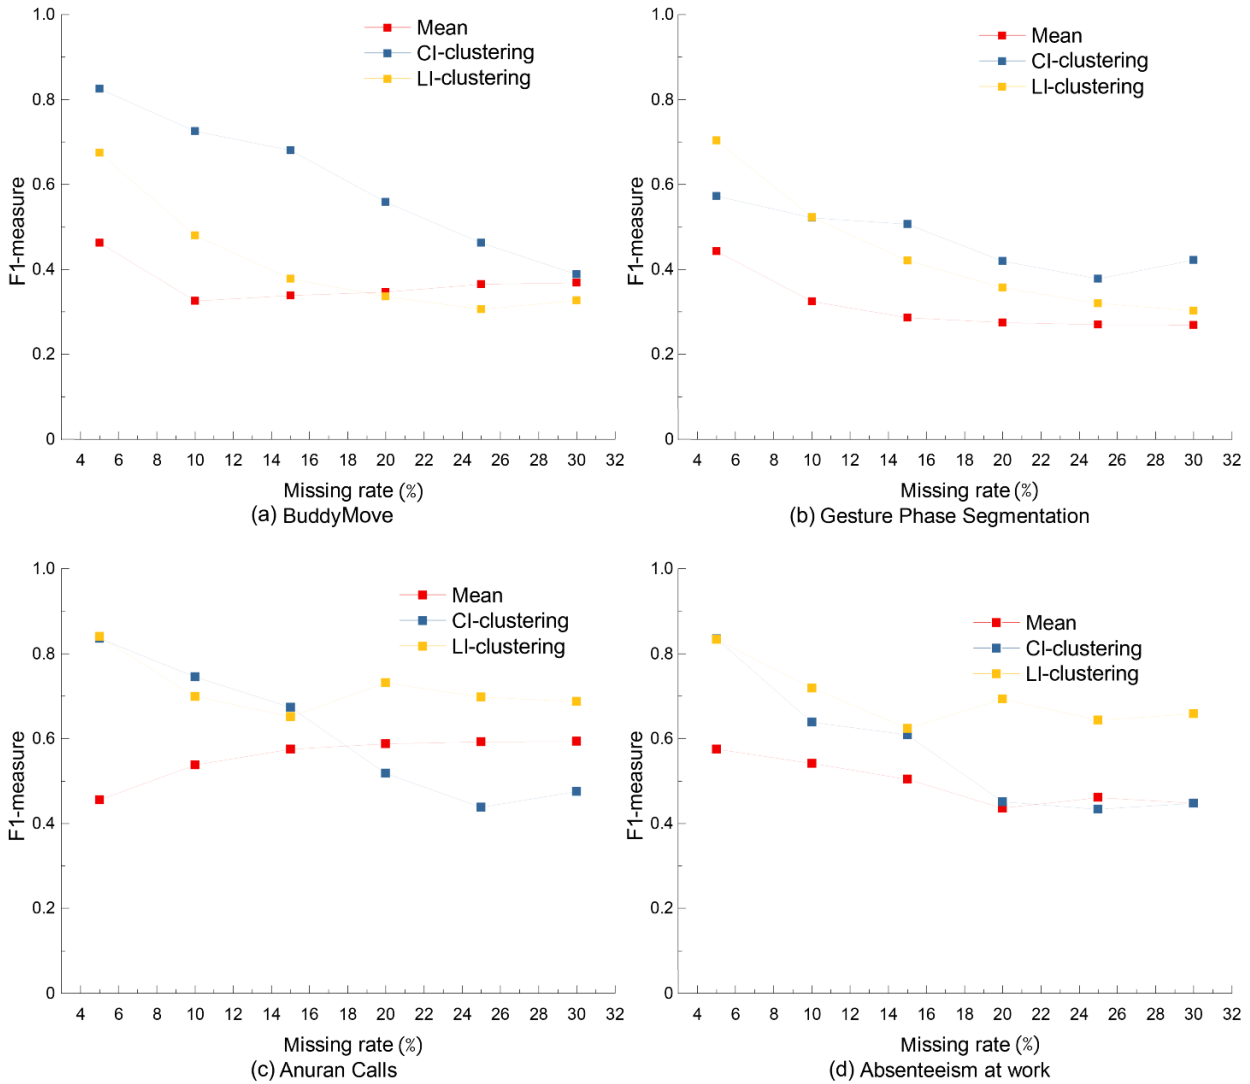 1.0
0.8
0.6
0.4
0.2
0
F1-measure
Mean
CI-clustering
LI-clustering
4 6 8 10 12 14 16 18 20 22 24 26 28 30 32
Missing rate (%)
(a) BuddyMove
1.0
0.8
0.6
0.4
0.2
0
F1-measure
Mean
CI-clustering
LI-clustering
4 6 8 10 12 14 16 18 20 22 24 26 28 30 32
Missing rate (%)
(b) Gesture Phase Segmentation
1.0
0.8
0.6
0.4
0.2
0
F1-measure
Mean
CI-clustering
LI-clustering
4 6 8 10 12 14 16 18 20 22 24 26 28 30 32
Missing rate (%)
(c) Anuran Calls
1.0
0.8
0.6
0.4
0.2
0
F1-measure
Mean
CI-clustering
LI-clustering
4 6 8 10 12 14 16 18 20 22 24 26 28 30 32
Missing rate (%)
(d) Absenteeism at work